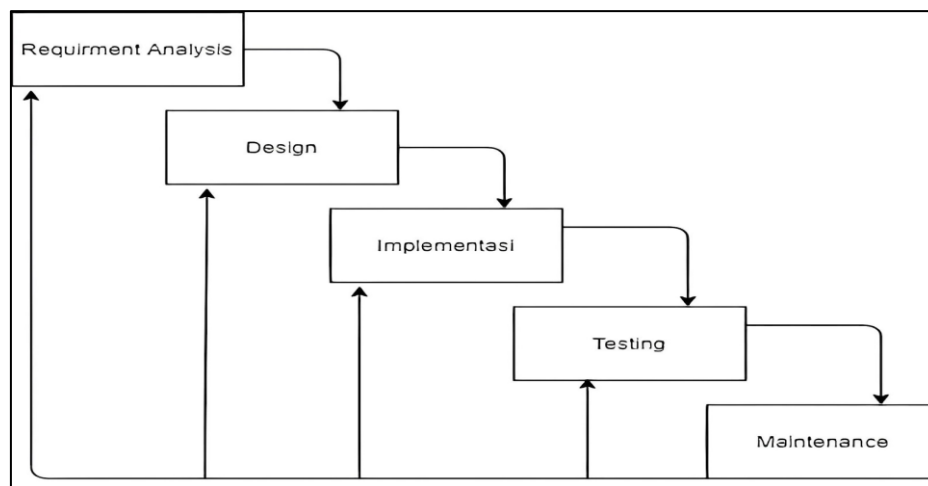 Requirment Analysis
Design
Implementasi
Testing
Maintenance